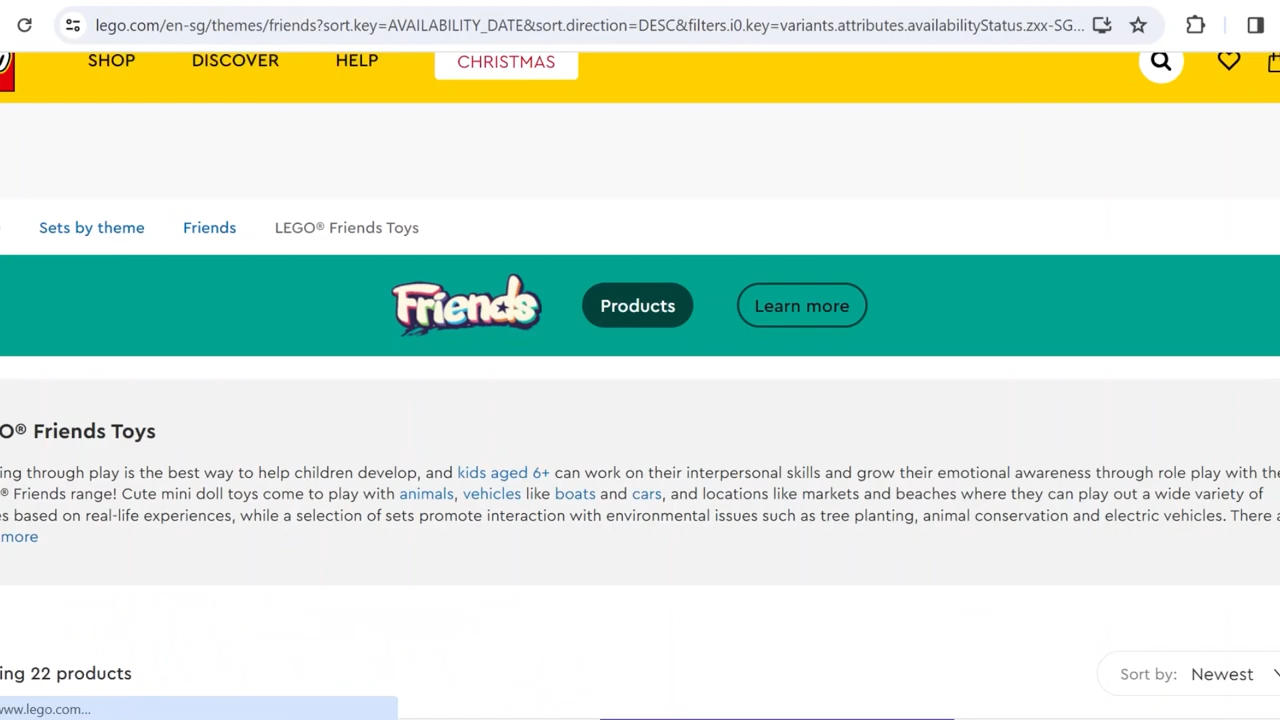 lego.com/en-sg/themes/friends?sort.key=AVAILABILITY_DATE&sort.direction=DESC&filters.i0.key=variants.attributes.availabilityStatus.zxx-SG...
SHOP DISCOVER HELP CHRISTMAS
Sets by theme Friends LEGO® Friends Toys
Friends Products Learn more
O® Friends Toys
ing through play is the best way to help children develop, and kids aged 6+ can work on their interpersonal skills and grow their emotional awareness through role play with the
® Friends range! Cute mini doll toys come to play with animals, vehicles like boats and cars, and locations like markets and beaches where they can play out a wide variety of
s based on real-life experiences, while a selection of sets promote interaction with environmental issues such as tree planting, animal conservation and electric vehicles. There a
more
ing 22 products
Sort by: Newest
www.lego.com...